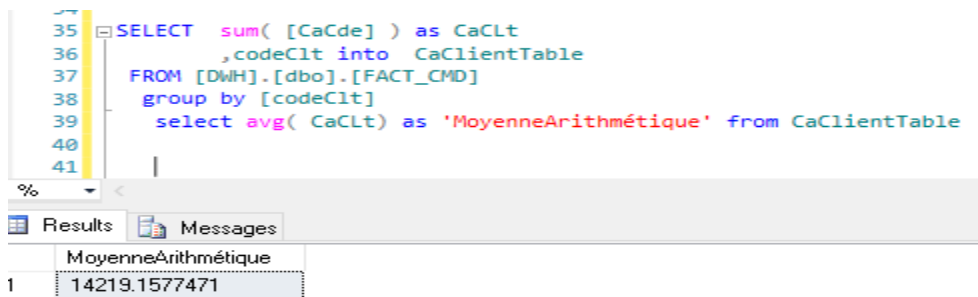 35 SELECT sum( [CaCde] ) as CaCLt
36 ,codeClt into CaClientTable
37 FROM [DWH].[dbo].[FACT_CMD]
38 group by [codeClt]
39 select avg( CaCLt) as 'MoyenneArithmétique' from CaClientTable
40
41
%
Results Messages
MoyenneArithmétique
1 14219.1577471